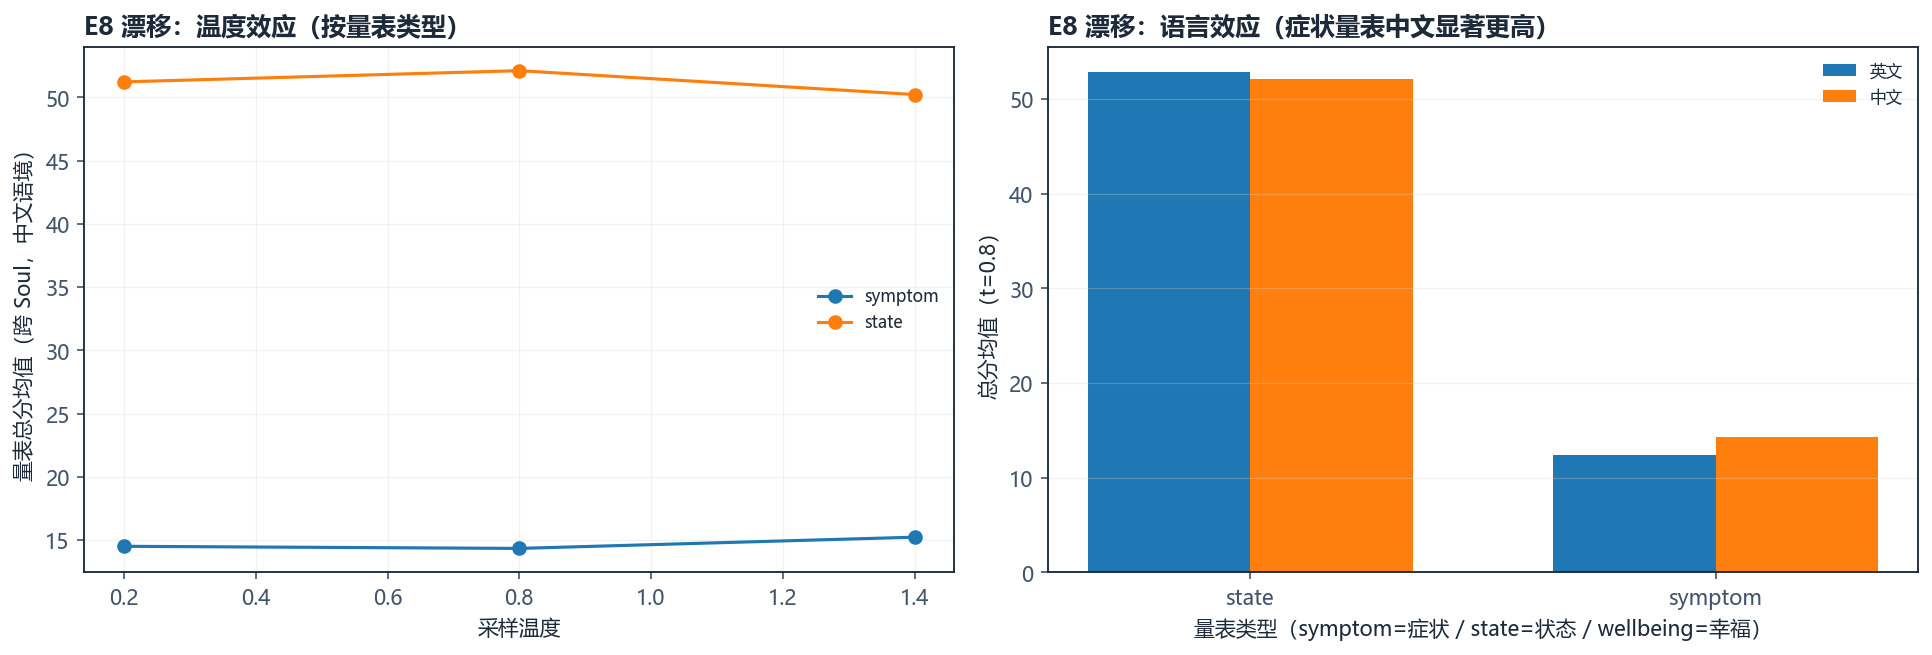 E8 漂移：温度效应（按量表类型）
量表总分均值（跨 Soul，中文语境）
50
45
40
35
30
25
20
15
symptom
state
0.2
0.4
0.6
0.8
1.0
1.2
1.4
采样温度
E8 漂移：语言效应（症状量表中文显著更高）
总分均值（t=0.8）
50
40
30
20
10
0
英文
中文
state
symptom
量表类型（symptom=症状 / state=状态 / wellbeing=幸福）